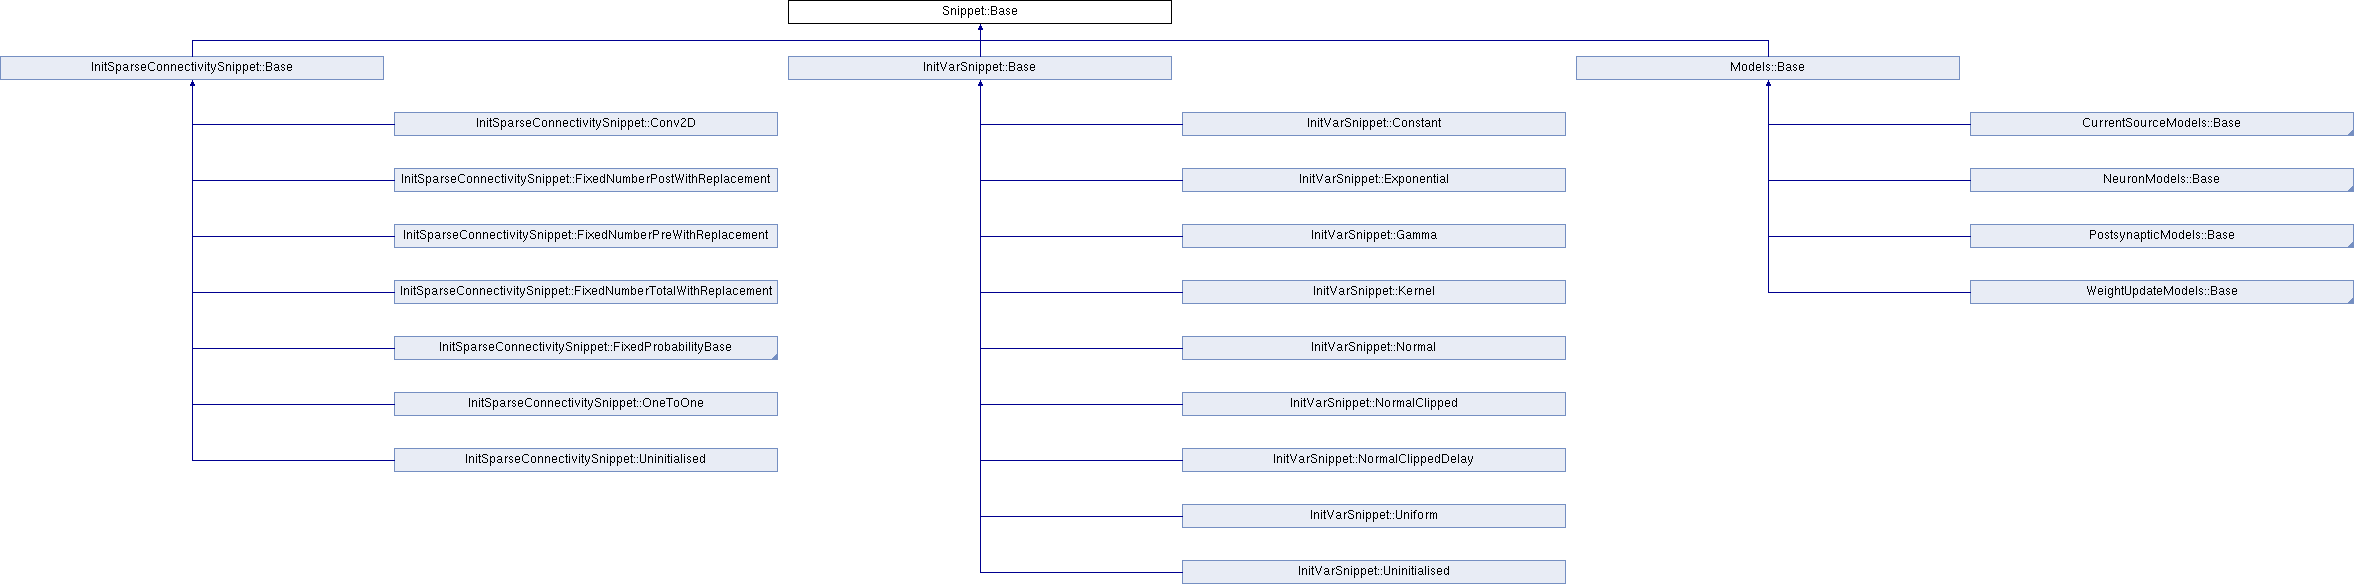 Snippet::Base
InitSparseConnectivitySnippet::Base
InitVarSnippet::Base
Models::Base
InitSparseConnectivitySnippet::Conv2D
InitVarSnippet::Constant
CurrentSourceModels::Base
InitSparseConnectivitySnippet::FixedNumberPostWithReplacement
InitVarSnippet::Exponential
NeuronModels::Base
InitSparseConnectivitySnippet::FixedNumberPreWithReplacement
InitVarSnippet::Gamma
PostsynapticModels::Base
InitSparseConnectivitySnippet::FixedNumberTotalWithReplacement
InitVarSnippet::Kernel
WeightUpdateModels::Base
InitSparseConnectivitySnippet::FixedProbabilityBase
InitVarSnippet::Normal
InitSparseConnectivitySnippet::OneToOne
InitVarSnippet::NormalClipped
InitSparseConnectivitySnippet::Uninitialised
InitVarSnippet::NormalClippedDelay
InitVarSnippet::Uniform
InitVarSnippet::Uninitialised